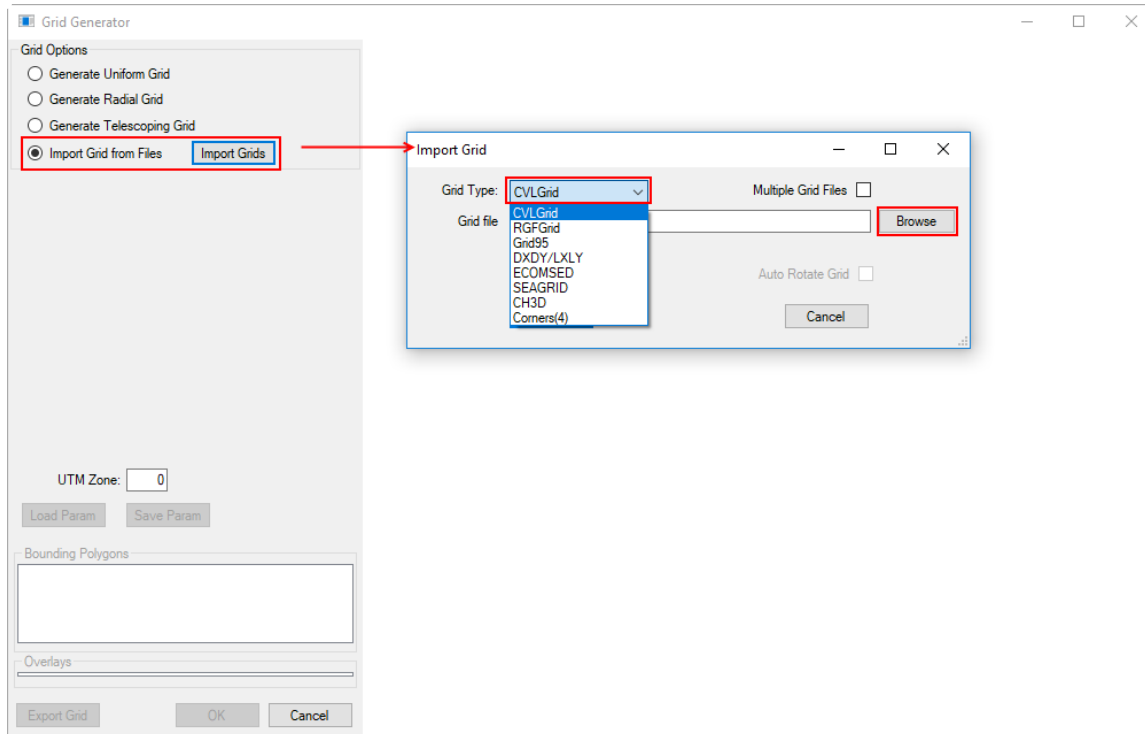 Grid Generator
Grid Options
Generate Uniform Grid
Generate Radial Grid
Generate Telescoping Grid
Import Grid from Files
Import Grids
Import Grid
Grid Type:
CVLGrid
Multiple Grid Files
Grid file
Browse
CVLGrid
RGFGrid
Grid95
DXDY/LXLY
ECOMSED
SEAGRID
CH3D
Corners(4)
Auto Rotate Grid
Cancel
UTM Zone:
0
Load Param
Save Param
Bounding Polygons
Overlays
Export Grid
OK
Cancel